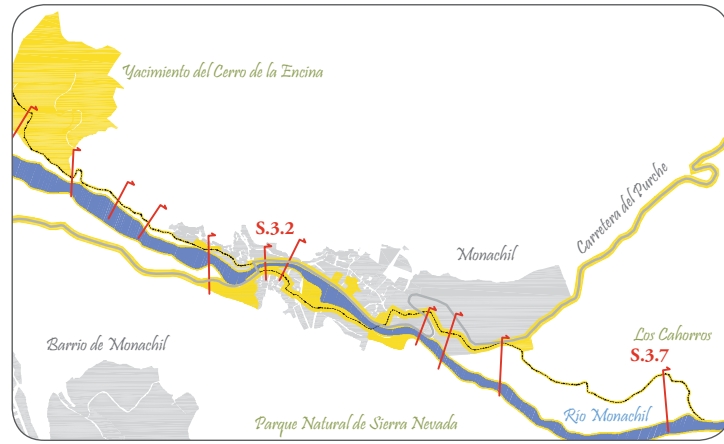 Yacimiento del Cerro de la Encina
Carretera del Purche
S.3.2
Monachil
Los Cahorros
Barrio de Monachil
S.3.7
Río Monachil
Parque Natural de Sierra Nevada